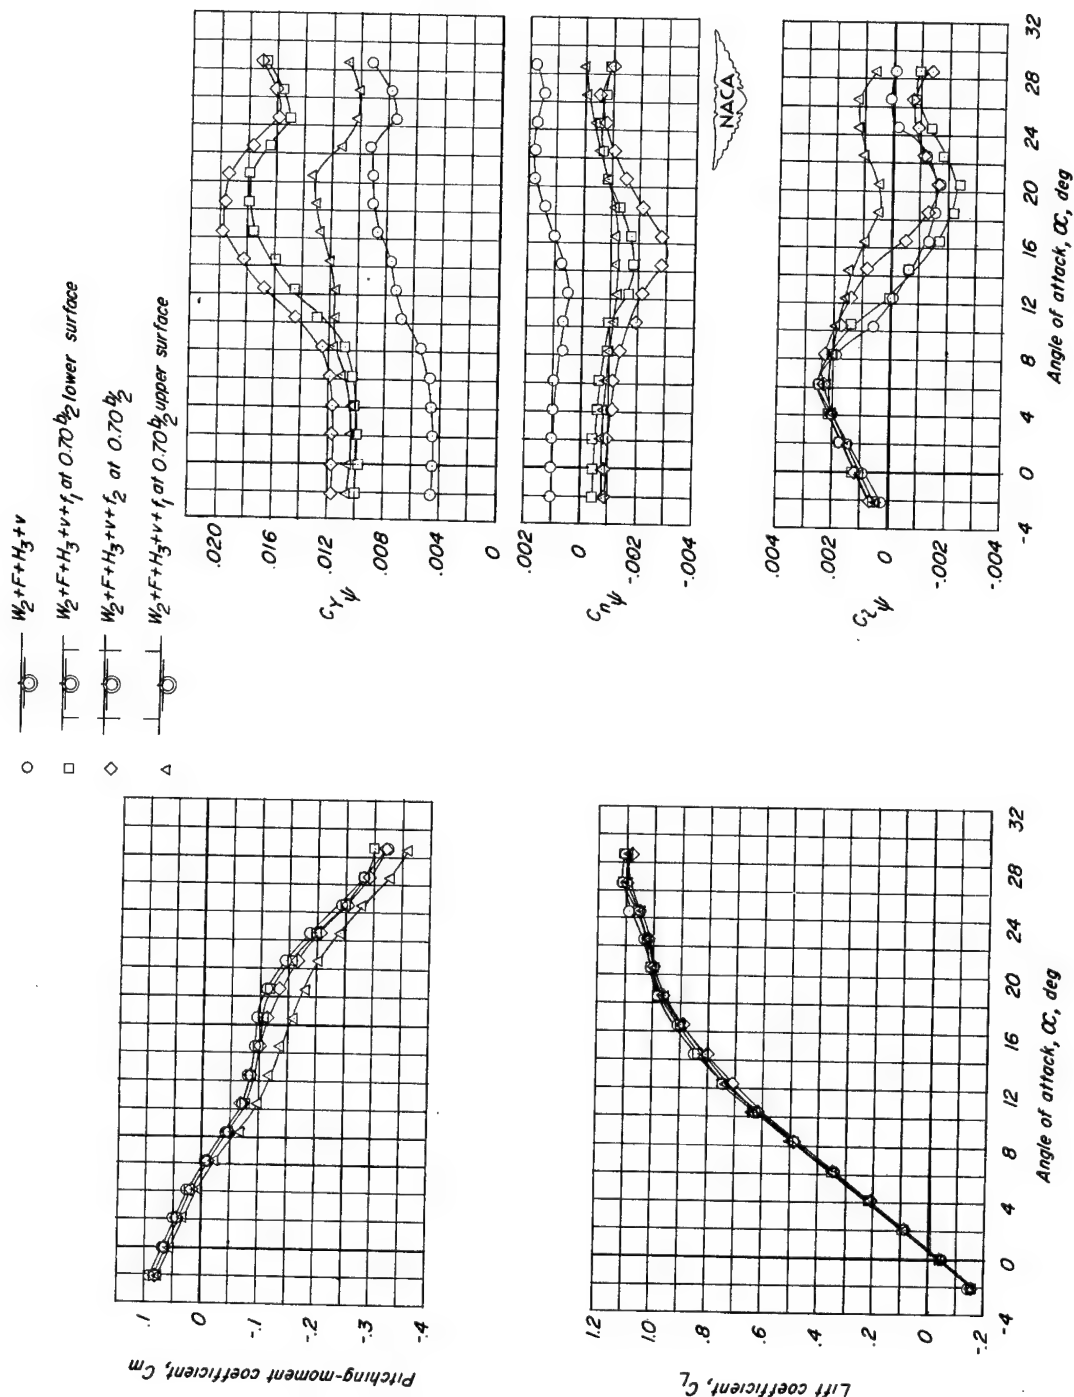 ○ W₂+F+H₃+v
□ W₂+F+H₃+v+f₁ at 0.70 b/2 lower surface
◇ W₂+F+H₃+v+f₂ at 0.70 b/2
△ W₂+F+H₃+v+f₁ at 0.70 b/2 upper surface
Pitching-moment coefficient, Cm
.1
0
-.1
-.2
-.3
-.4
Lift coefficient, CL
1.2
1.0
.8
.6
.4
.2
0
-.2
-4 0 4 8 12 16 20 24 28 32
Angle of attack, α, deg
CYψ
.020
.016
.012
.008
.004
0
Cnψ
.002
0
-.002
-.004
NACA
Clψ
.004
.002
0
-.002
-.004
-4 0 4 8 12 16 20 24 28 32
Angle of attack, α, deg